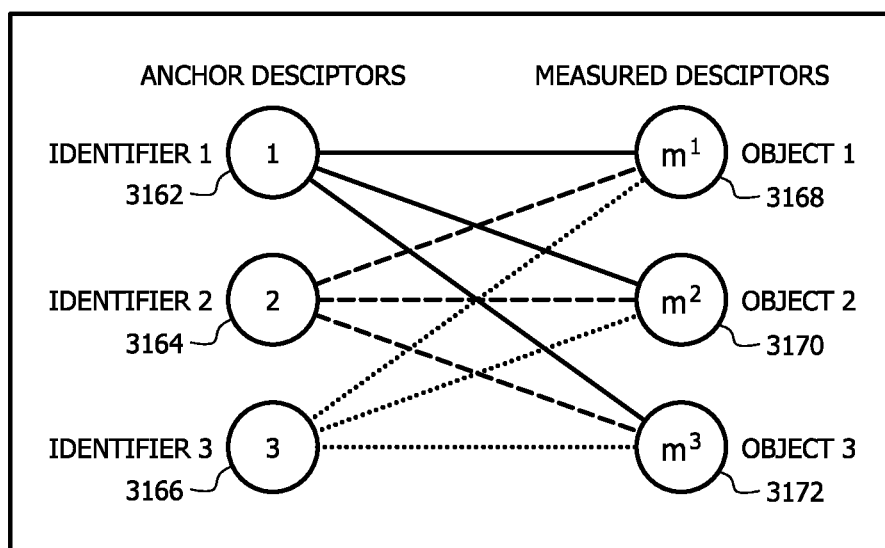 ANCHOR DESCIPTORS MEASURED DESCIPTORS
IDENTIFIER 1 1 m¹ OBJECT 1
3162 3168
IDENTIFIER 2 2 m² OBJECT 2
3164 3170
IDENTIFIER 3 3 m³ OBJECT 3
3166 3172